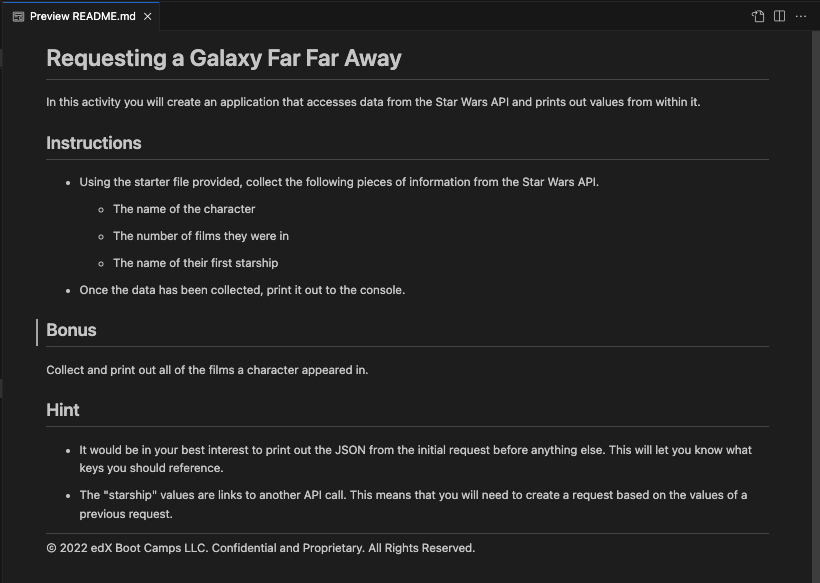 Preview README.md
Requesting a Galaxy Far Far Away
In this activity you will create an application that accesses data from the Star Wars API and prints out values from within it.
Instructions
Using the starter file provided, collect the following pieces of information from the Star Wars API.
The name of the character
The number of films they were in
The name of their first starship
Once the data has been collected, print it out to the console.
Bonus
Collect and print out all of the films a character appeared in.
Hint
It would be in your best interest to print out the JSON from the initial request before anything else. This will let you know what
keys you should reference.
The "starship" values are links to another API call. This means that you will need to create a request based on the values of a
previous request.
© 2022 edX Boot Camps LLC. Confidential and Proprietary. All Rights Reserved.